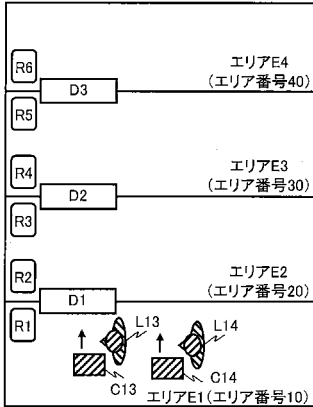 R6
エリアE4
D3
(エリア番号40)
R5
R4
エリアE3
D2
(エリア番号30)
R3
R2
エリアE2
D1
(エリア番号20)
R1
L13
L14
C13
C14
エリアE1(エリア番号10)